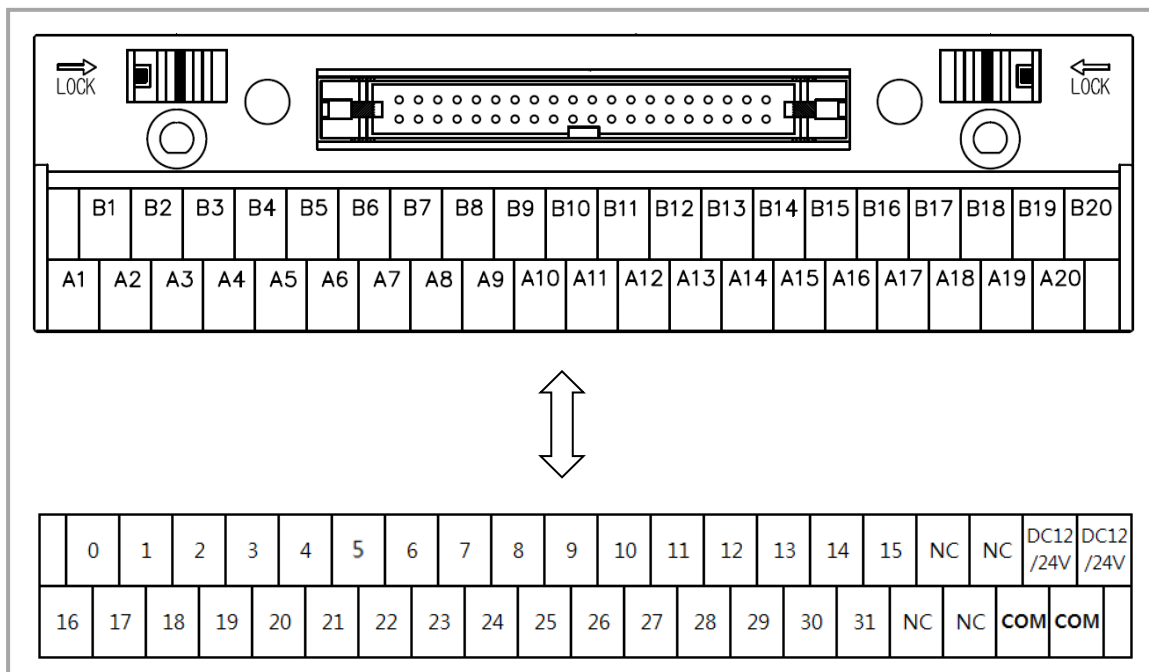 LOCK LOCK
B1 B2 B3 B4 B5 B6 B7 B8 B9 B10 B11 B12 B13 B14 B15 B16 B17 B18 B19 B20
A1 A2 A3 A4 A5 A6 A7 A8 A9 A10 A11 A12 A13 A14 A15 A16 A17 A18 A19 A20
0 1 2 3 4 5 6 7 8 9 10 11 12 13 14 15 NC NC DC12 /24V DC12 /24V
16 17 18 19 20 21 22 23 24 25 26 27 28 29 30 31 NC NC COM COM